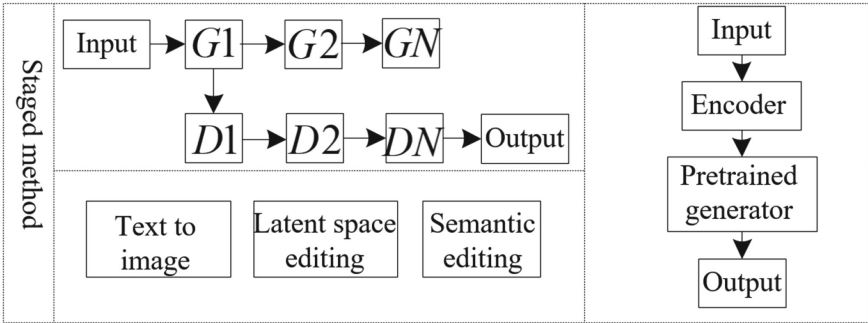 Staged method
Input G1 G2 GN
D1 D2 DN Output
Text to
image
Latent space
editing
Semantic
editing
Input
Encoder
Pretrained
generator
Output